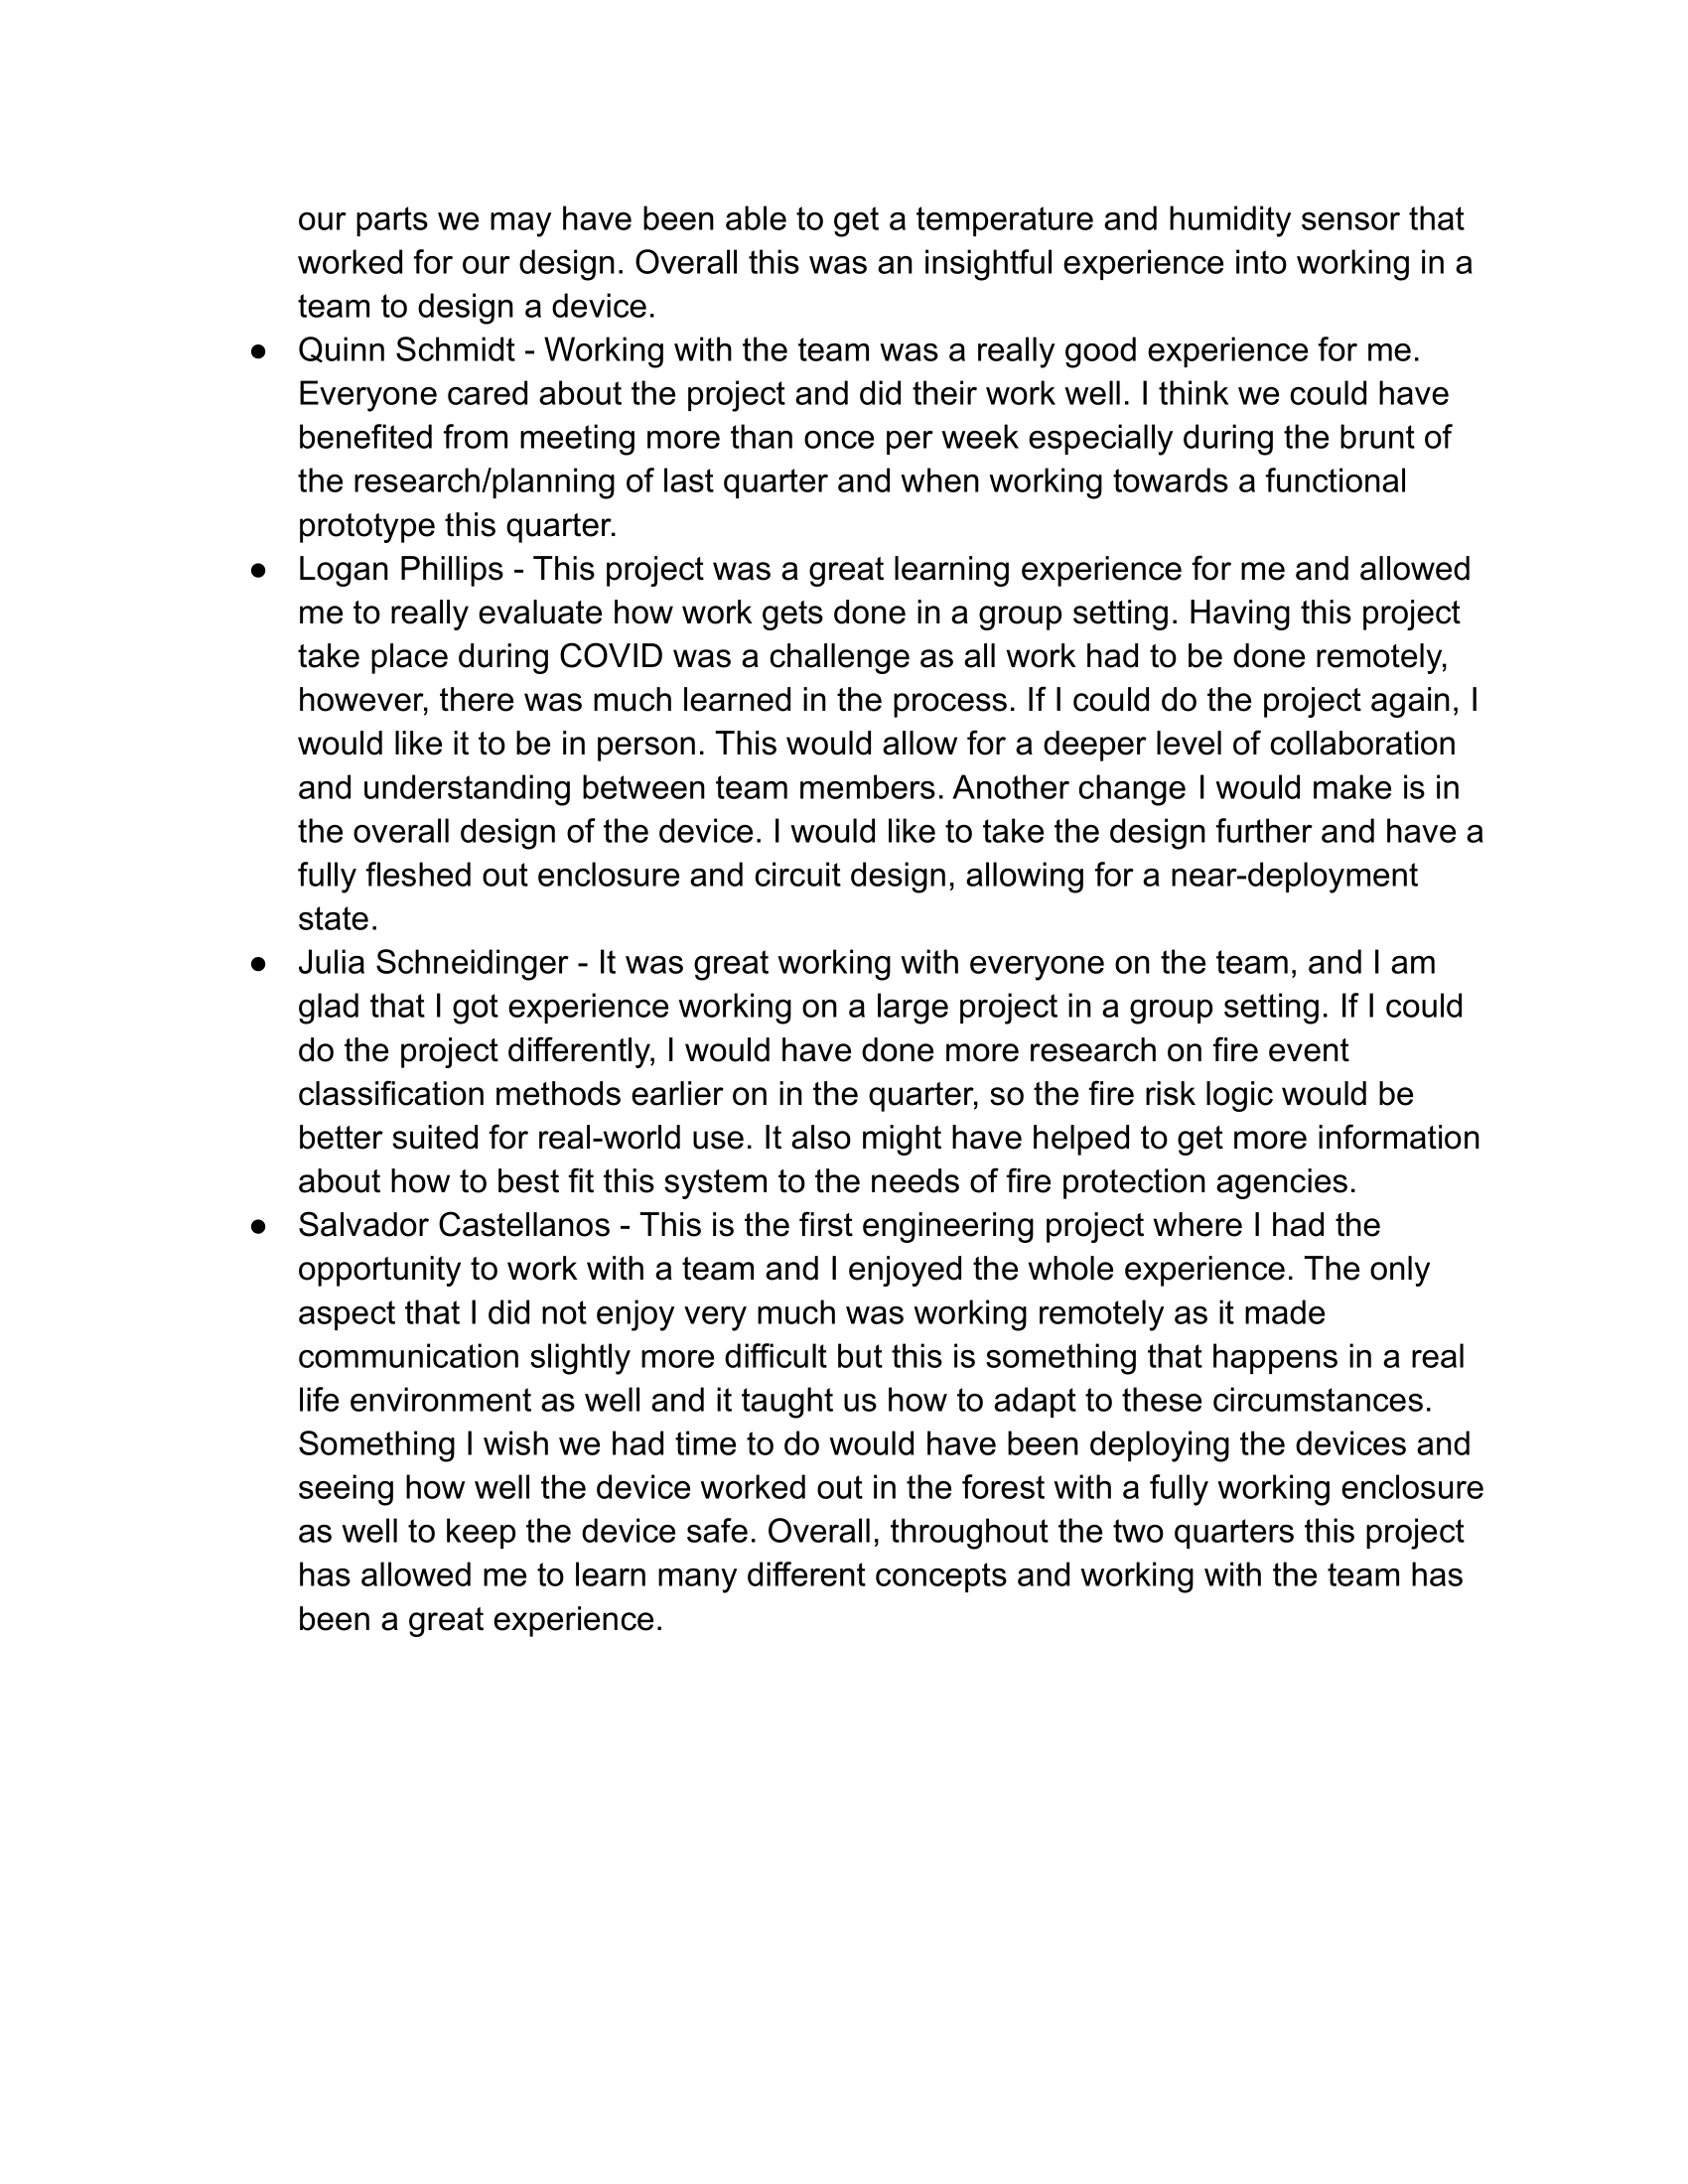 our parts we may have been able to get a temperature and humidity sensor that
worked for our design. Overall this was an insightful experience into working in a
team to design a device.
● Quinn Schmidt - Working with the team was a really good experience for me.
Everyone cared about the project and did their work well. I think we could have
benefited from meeting more than once per week especially during the brunt of
the research/planning of last quarter and when working towards a functional
prototype this quarter.
● Logan Phillips - This project was a great learning experience for me and allowed
me to really evaluate how work gets done in a group setting. Having this project
take place during COVID was a challenge as all work had to be done remotely,
however, there was much learned in the process. If I could do the project again, I
would like it to be in person. This would allow for a deeper level of collaboration
and understanding between team members. Another change I would make is in
the overall design of the device. I would like to take the design further and have a
fully fleshed out enclosure and circuit design, allowing for a near-deployment
state.
● Julia Schneidinger - It was great working with everyone on the team, and I am
glad that I got experience working on a large project in a group setting. If I could
do the project differently, I would have done more research on fire event
classification methods earlier on in the quarter, so the fire risk logic would be
better suited for real-world use. It also might have helped to get more information
about how to best fit this system to the needs of fire protection agencies.
● Salvador Castellanos - This is the first engineering project where I had the
opportunity to work with a team and I enjoyed the whole experience. The only
aspect that I did not enjoy very much was working remotely as it made
communication slightly more difficult but this is something that happens in a real
life environment as well and it taught us how to adapt to these circumstances.
Something I wish we had time to do would have been deploying the devices and
seeing how well the device worked out in the forest with a fully working enclosure
as well to keep the device safe. Overall, throughout the two quarters this project
has allowed me to learn many different concepts and working with the team has
been a great experience.